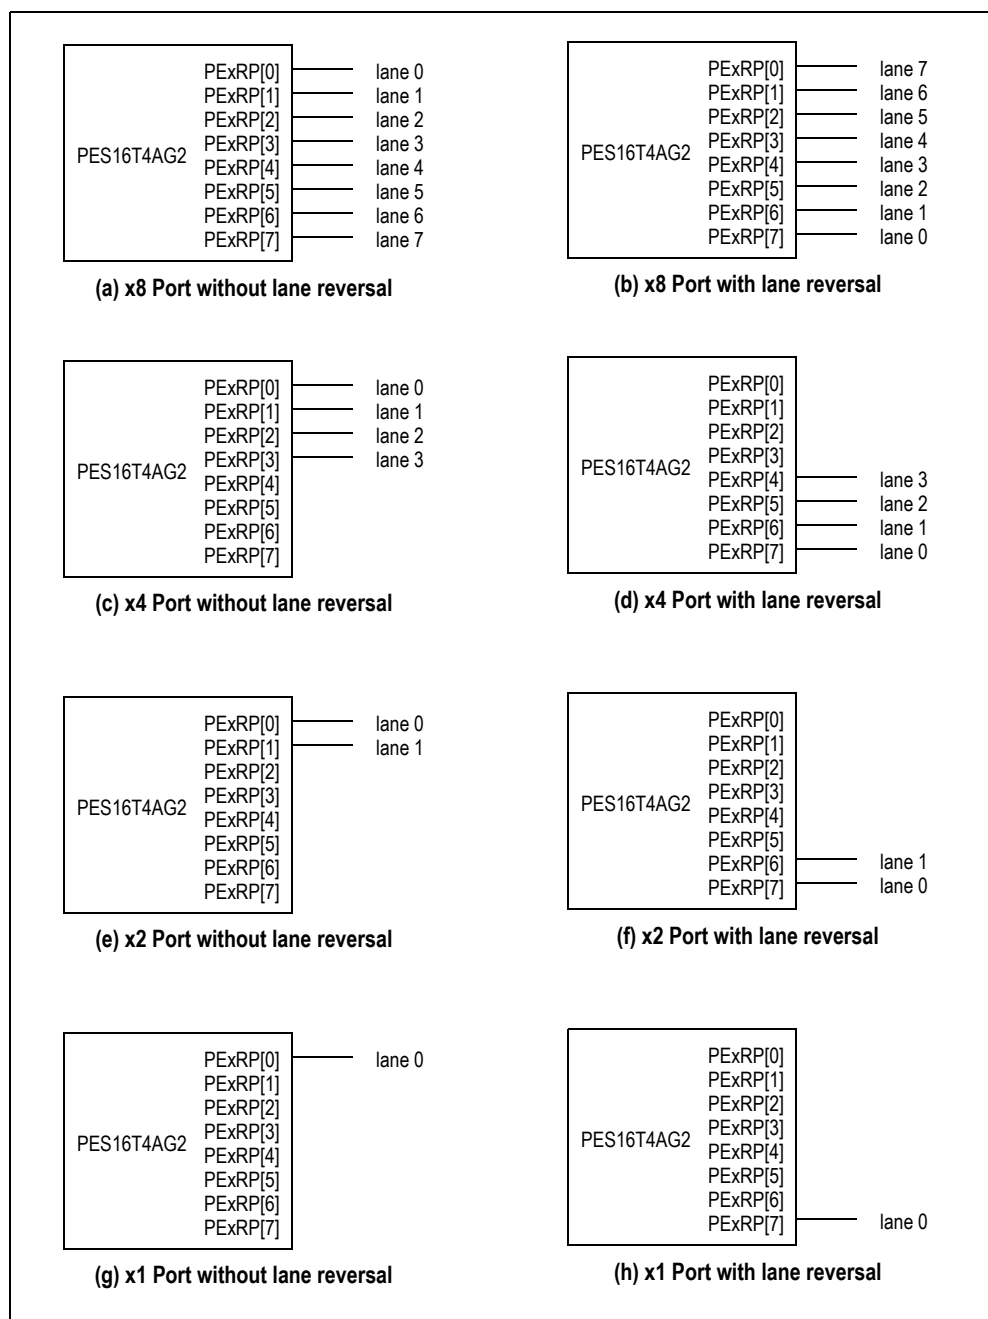 PES16T4AG2
PExRP[0] lane 0
PExRP[1] lane 1
PExRP[2] lane 2
PExRP[3] lane 3
PExRP[4] lane 4
PExRP[5] lane 5
PExRP[6] lane 6
PExRP[7] lane 7
(a) x8 Port without lane reversal
PES16T4AG2
PExRP[0] lane 7
PExRP[1] lane 6
PExRP[2] lane 5
PExRP[3] lane 4
PExRP[4] lane 3
PExRP[5] lane 2
PExRP[6] lane 1
PExRP[7] lane 0
(b) x8 Port with lane reversal
PES16T4AG2
PExRP[0] lane 0
PExRP[1] lane 1
PExRP[2] lane 2
PExRP[3] lane 3
PExRP[4]
PExRP[5]
PExRP[6]
PExRP[7]
(c) x4 Port without lane reversal
PES16T4AG2
PExRP[0]
PExRP[1]
PExRP[2]
PExRP[3]
PExRP[4] lane 3
PExRP[5] lane 2
PExRP[6] lane 1
PExRP[7] lane 0
(d) x4 Port with lane reversal
PES16T4AG2
PExRP[0] lane 0
PExRP[1] lane 1
PExRP[2]
PExRP[3]
PExRP[4]
PExRP[5]
PExRP[6]
PExRP[7]
(e) x2 Port without lane reversal
PES16T4AG2
PExRP[0]
PExRP[1]
PExRP[2]
PExRP[3]
PExRP[4]
PExRP[5]
PExRP[6] lane 1
PExRP[7] lane 0
(f) x2 Port with lane reversal
PES16T4AG2
PExRP[0] lane 0
PExRP[1]
PExRP[2]
PExRP[3]
PExRP[4]
PExRP[5]
PExRP[6]
PExRP[7]
(g) x1 Port without lane reversal
PES16T4AG2
PExRP[0]
PExRP[1]
PExRP[2]
PExRP[3]
PExRP[4]
PExRP[5]
PExRP[6]
PExRP[7] lane 0
(h) x1 Port with lane reversal